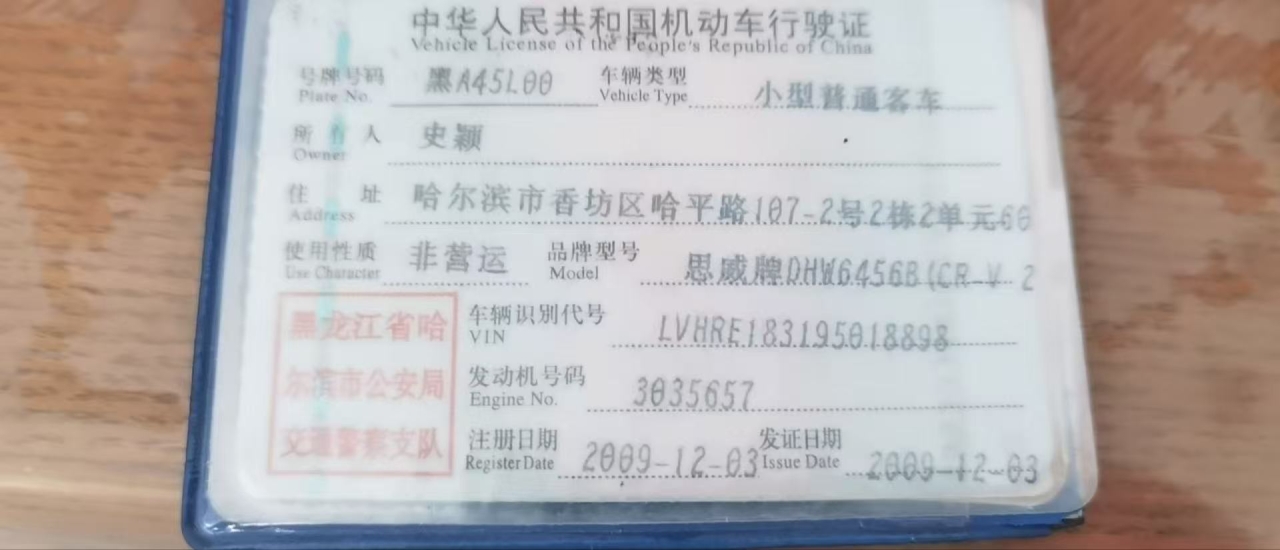 中华人民共和国机动车行驶证
Vehicle License of the People's Republic of China
号牌号码 黑A45L00 车辆类型 小型普通客车
Plate No. Vehicle Type
所有人 史颖
Owner
住址 哈尔滨市香坊区哈平路107-2号2栋2单元60
Address
使用性质 非营运 品牌型号 思威牌DHW6456B(CR-V 2
Use Character Model
黑龙江省哈
尔滨市公安局
交通警察支队
车辆识别代号 LVHRE183195018898
VIN
发动机号码 3035657
Engine No.
注册日期 2009-12-03 发证日期 2009-12-03
Register Date Issue Date